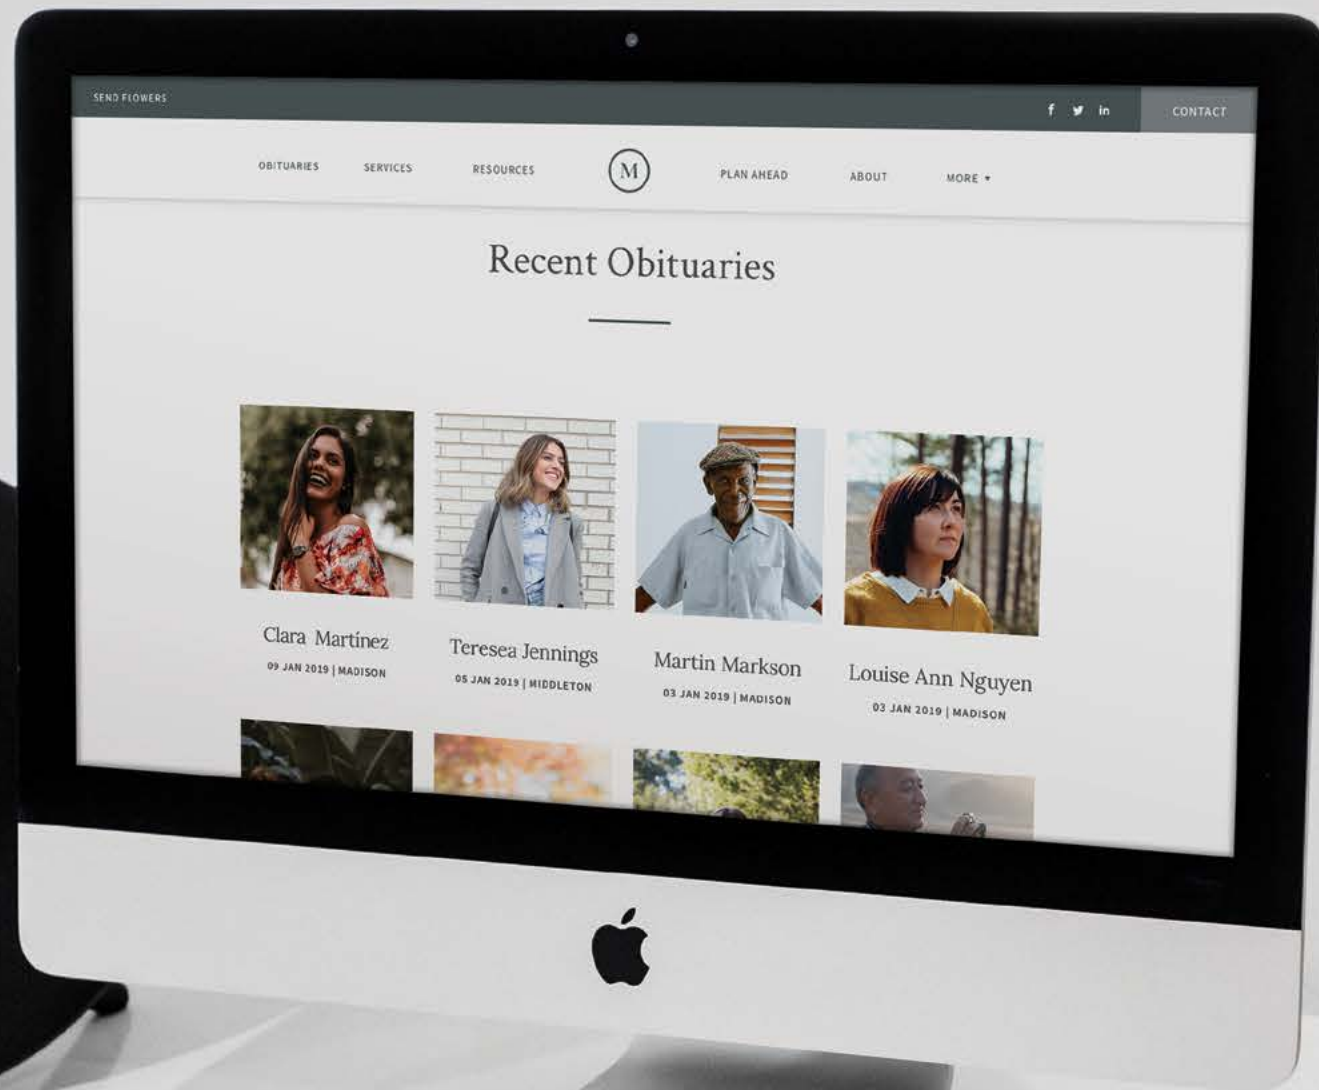 SEND FLOWERS
f in
CONTACT
OBITUARIES SERVICES RESOURCES M PLAN AHEAD ABOUT MORE
Recent Obituaries
Clara Martínez
09 JAN 2019 | MADISON
Teresea Jennings
05 JAN 2019 | MIDDLETON
Martin Markson
03 JAN 2019 | MADISON
Louise Ann Nguyen
03 JAN 2019 | MADISON